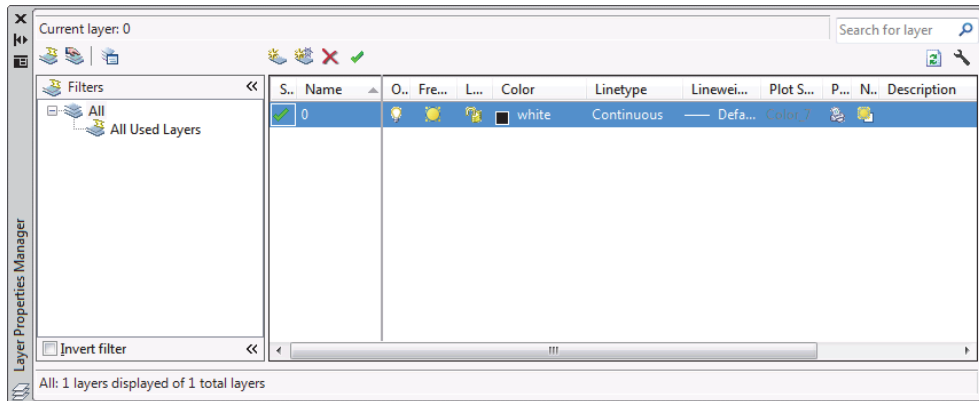 Current layer: 0
Search for layer
Filters
S.. Name O.. Fre... L... Color Linetype Linewei... Plot S... P... N.. Description
All
0 white Continuous Defa... Color_7
All Used Layers
Invert filter
All: 1 layers displayed of 1 total layers
Layer Properties Manager